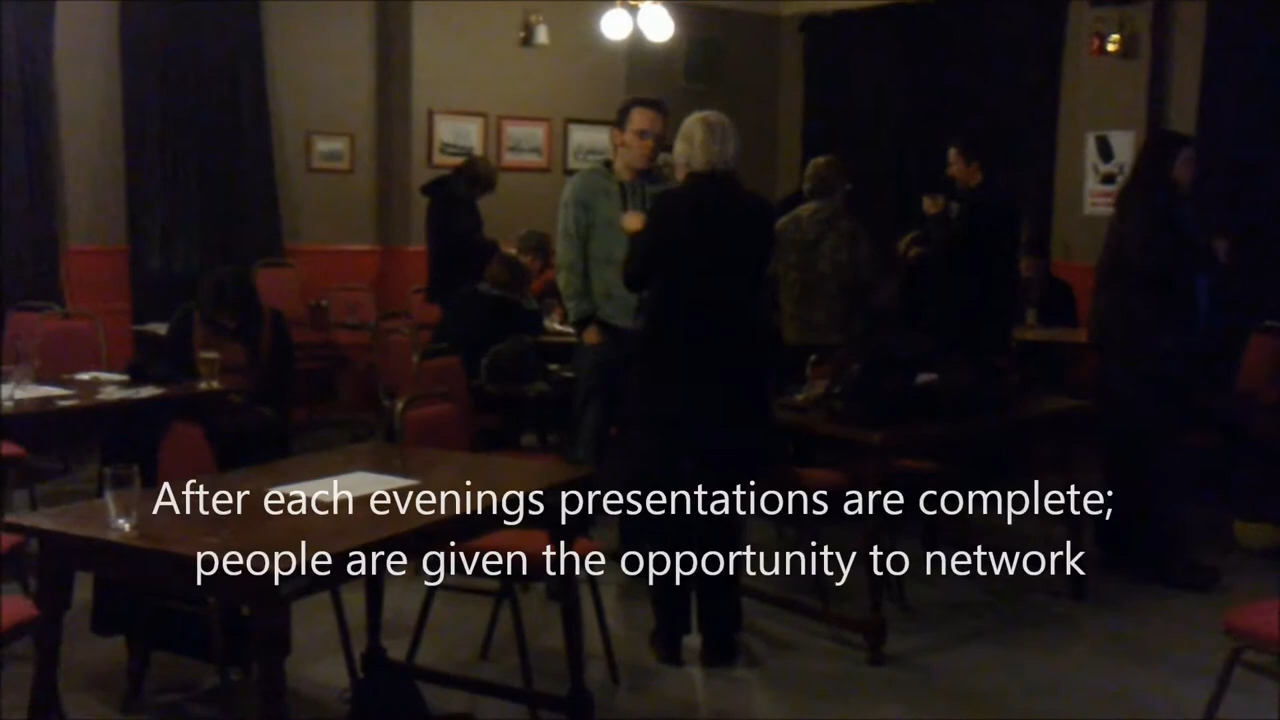 After each evenings presentations are complete;
people are given the opportunity to network